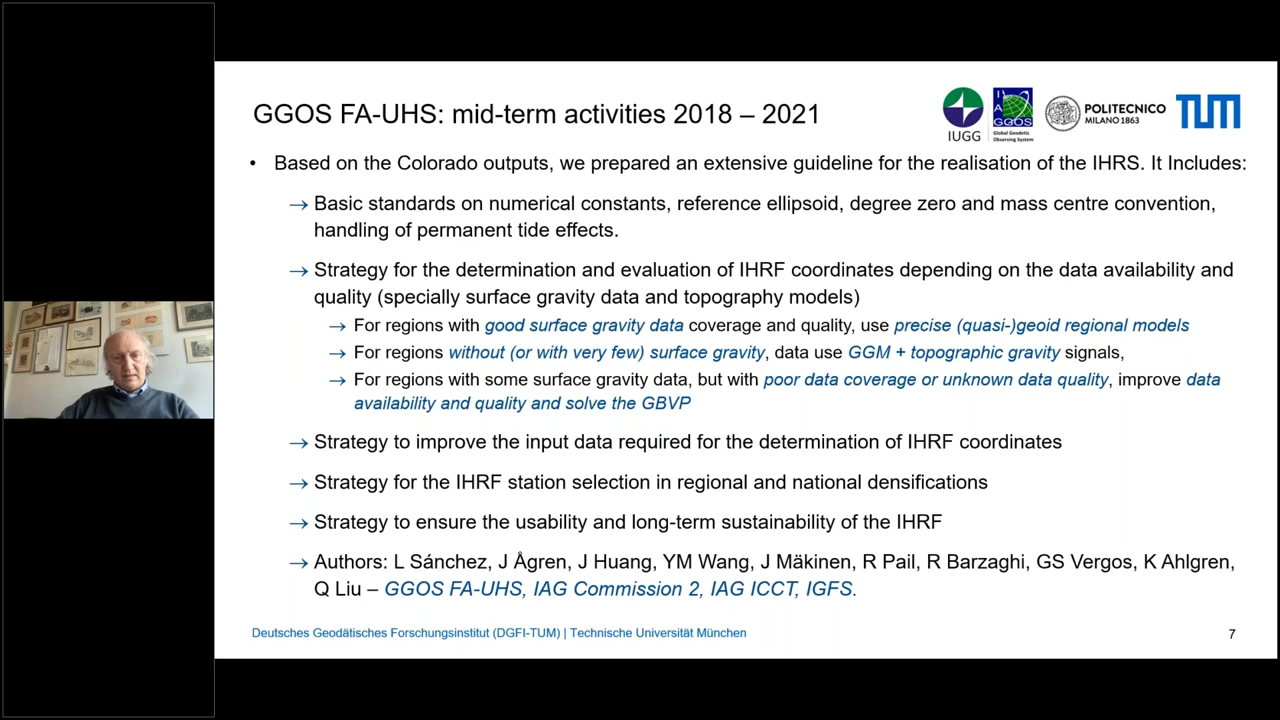 GGOS FA-UHS: mid-term activities 2018 – 2021
IUGG
GGOS
Global Geodetic
Observing System
POLITECNICO
MILANO 1863
TUM
• Based on the Colorado outputs, we prepared an extensive guideline for the realisation of the IHRS. It Includes:
→ Basic standards on numerical constants, reference ellipsoid, degree zero and mass centre convention,
handling of permanent tide effects.
→ Strategy for the determination and evaluation of IHRF coordinates depending on the data availability and
quality (specially surface gravity data and topography models)
→ For regions with good surface gravity data coverage and quality, use precise (quasi-)geoid regional models
→ For regions without (or with very few) surface gravity, data use GGM + topographic gravity signals,
→ For regions with some surface gravity data, but with poor data coverage or unknown data quality, improve data
availability and quality and solve the GBVP
→ Strategy to improve the input data required for the determination of IHRF coordinates
→ Strategy for the IHRF station selection in regional and national densifications
→ Strategy to ensure the usability and long-term sustainability of the IHRF
→ Authors: L Sánchez, J Ågren, J Huang, YM Wang, J Mäkinen, R Pail, R Barzaghi, GS Vergos, K Ahlgren,
Q Liu – GGOS FA-UHS, IAG Commission 2, IAG ICCT, IGFS.
Deutsches Geodätisches Forschungsinstitut (DGFI-TUM) | Technische Universität München
7